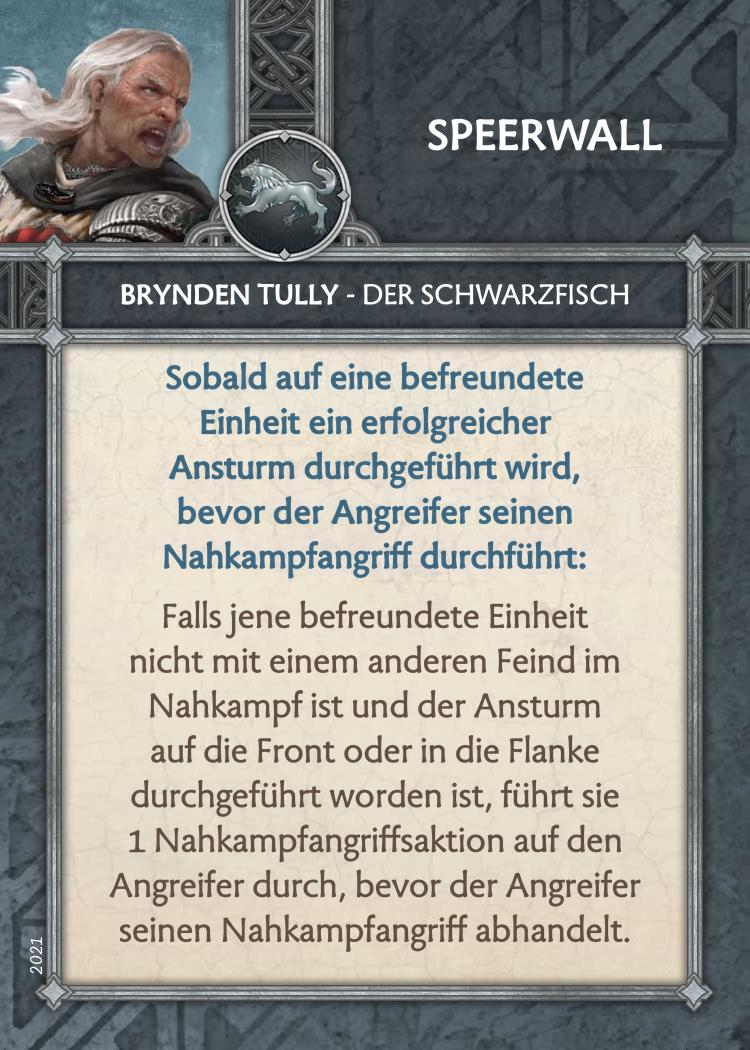 SPEERWALL
BRYNDEN TULLY - DER SCHWARZFISCH
Sobald auf eine befreundete
Einheit ein erfolgreicher
Ansturm durchgeführt wird,
bevor der Angreifer seinen
Nahkampfangriff durchführt:
Falls jene befreundete Einheit
nicht mit einem anderen Feind im
Nahkampf ist und der Ansturm
auf die Front oder in die Flanke
durchgeführt worden ist, führt sie
1 Nahkampfangriffsaktion auf den
Angreifer durch, bevor der Angreifer
seinen Nahkampfangriff abhandelt.
2021